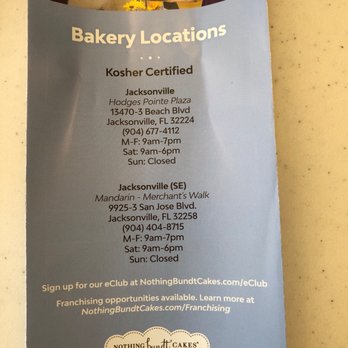 Bakery Locations
Kosher Certified
Jacksonville
Hodges Pointe Plaza
13470-3 Beach Blvd
Jacksonville, FL 32224
(904) 677-4112
M-F: 9am-7pm
Sat: 9am-6pm
Sun: Closed
Jacksonville (SE)
Mandarin - Merchant's Walk
9925-3 San Jose Blvd.
Jacksonville, FL 32258
(904) 404-8715
M-F: 9am-7pm
Sat: 9am-6pm
Sun: Closed
Sign up for our eClub at NothingBundtCakes.com/eClub
Franchising opportunities available. Learn more at
NothingBundtCakes.com/Franchising
NOTHING bundt CAKES